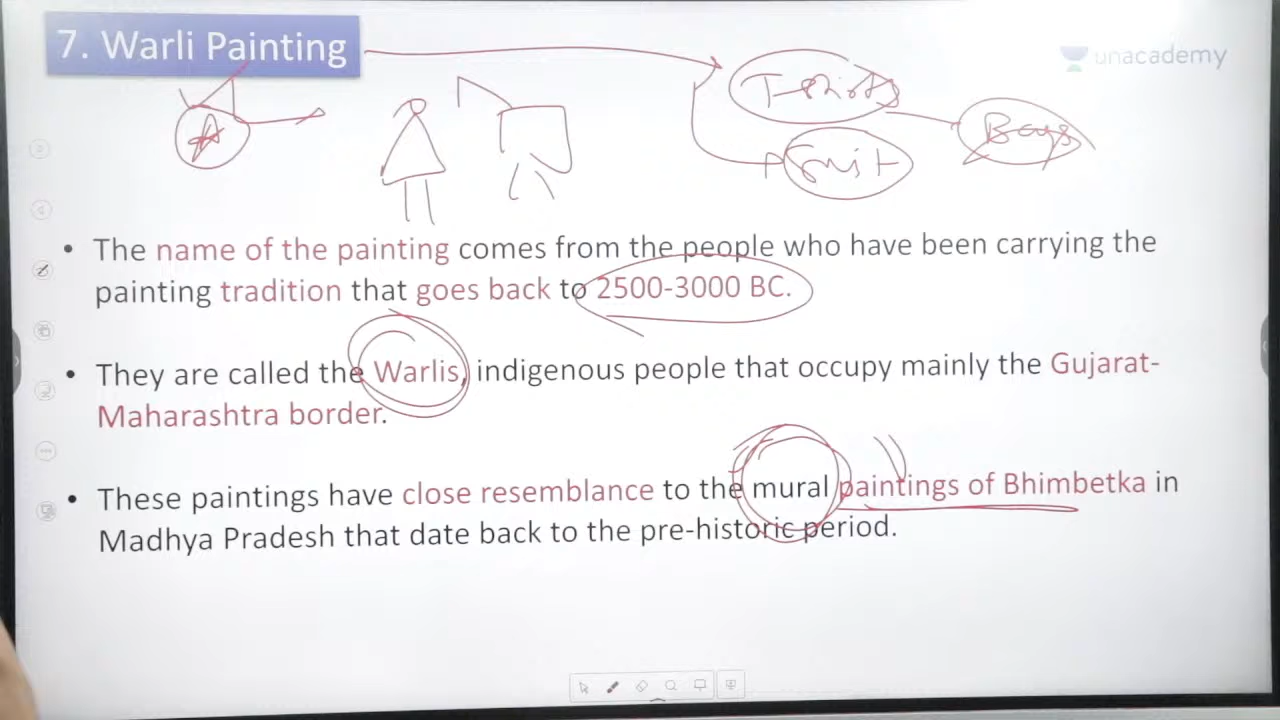 7. Warli Painting
unacademy
T-shirts
Bags
Suit
• The name of the painting comes from the people who have been carrying the
painting tradition that goes back to 2500-3000 BC.
• They are called the Warlis, indigenous people that occupy mainly the Gujarat-
Maharashtra border.
• These paintings have close resemblance to the mural paintings of Bhimbetka in
Madhya Pradesh that date back to the pre-historic period.